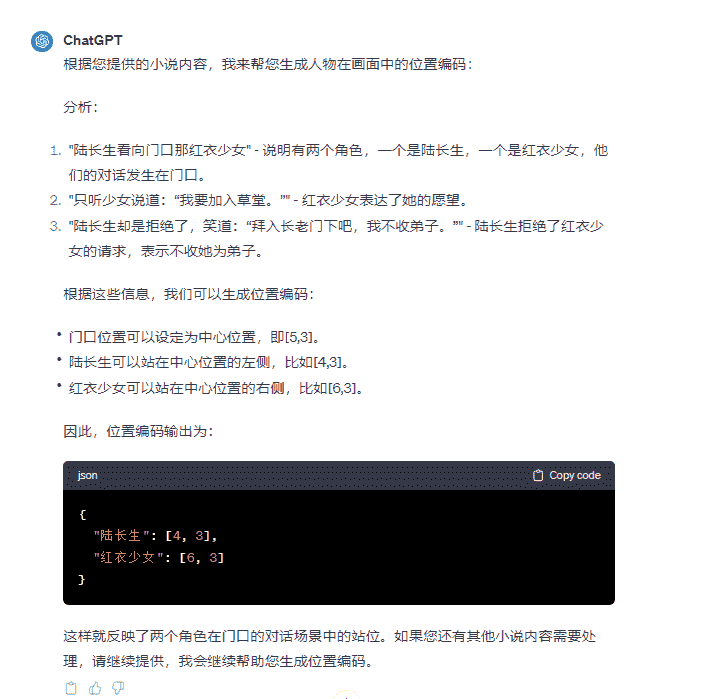 ChatGPT
根据您提供的小说内容，我来帮您生成人物在画面中的位置编码：
分析：
1. "陆长生看向门口那红衣少女" - 说明有两个角色，一个是陆长生，一个是红衣少女，他
们的对话发生在门口。
2. "只听少女说道：“我要加入草堂。”" - 红衣少女表达了她的愿望。
3. "陆长生却是拒绝了，笑道：“拜入长老门下吧，我不收弟子。”" - 陆长生拒绝了红衣少
女的请求，表示不收她为弟子。
根据这些信息，我们可以生成位置编码：
• 门口位置可以设定为中心位置，即[5,3]。
• 陆长生可以站在中心位置的左侧，比如[4,3]。
• 红衣少女可以站在中心位置的右侧，比如[6,3]。
因此，位置编码输出为：
json Copy code
{
"陆长生": [4, 3],
"红衣少女": [6, 3]
}
这样就反映了两个角色在门口的对话场景中的站位。如果您还有其他小说内容需要处
理，请继续提供，我会继续帮助您生成位置编码。